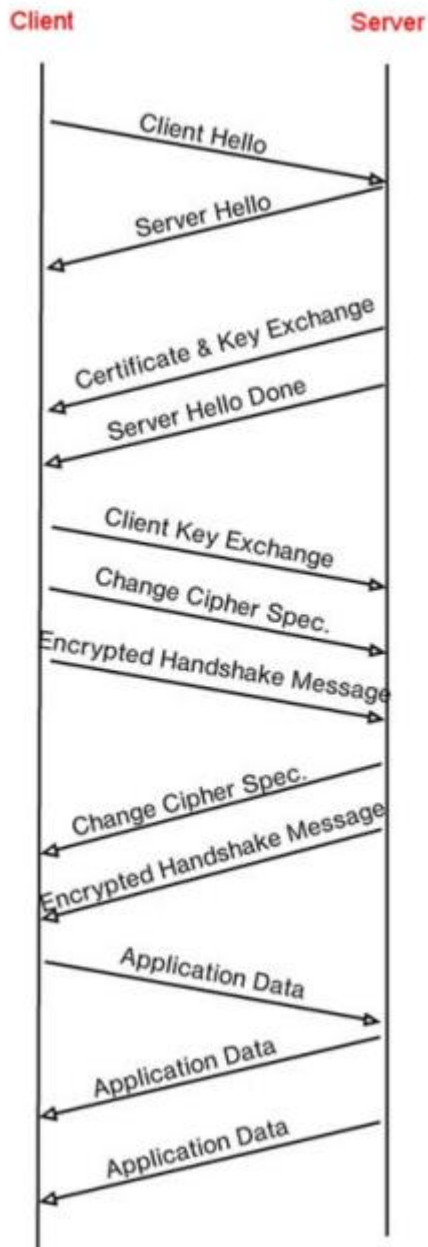 Client
Server
Client Hello
Server Hello
Certificate & Key Exchange
Server Hello Done
Client Key Exchange
Change Cipher Spec.
Encrypted Handshake Message
Change Cipher Spec.
Encrypted Handshake Message
Application Data
Application Data
Application Data